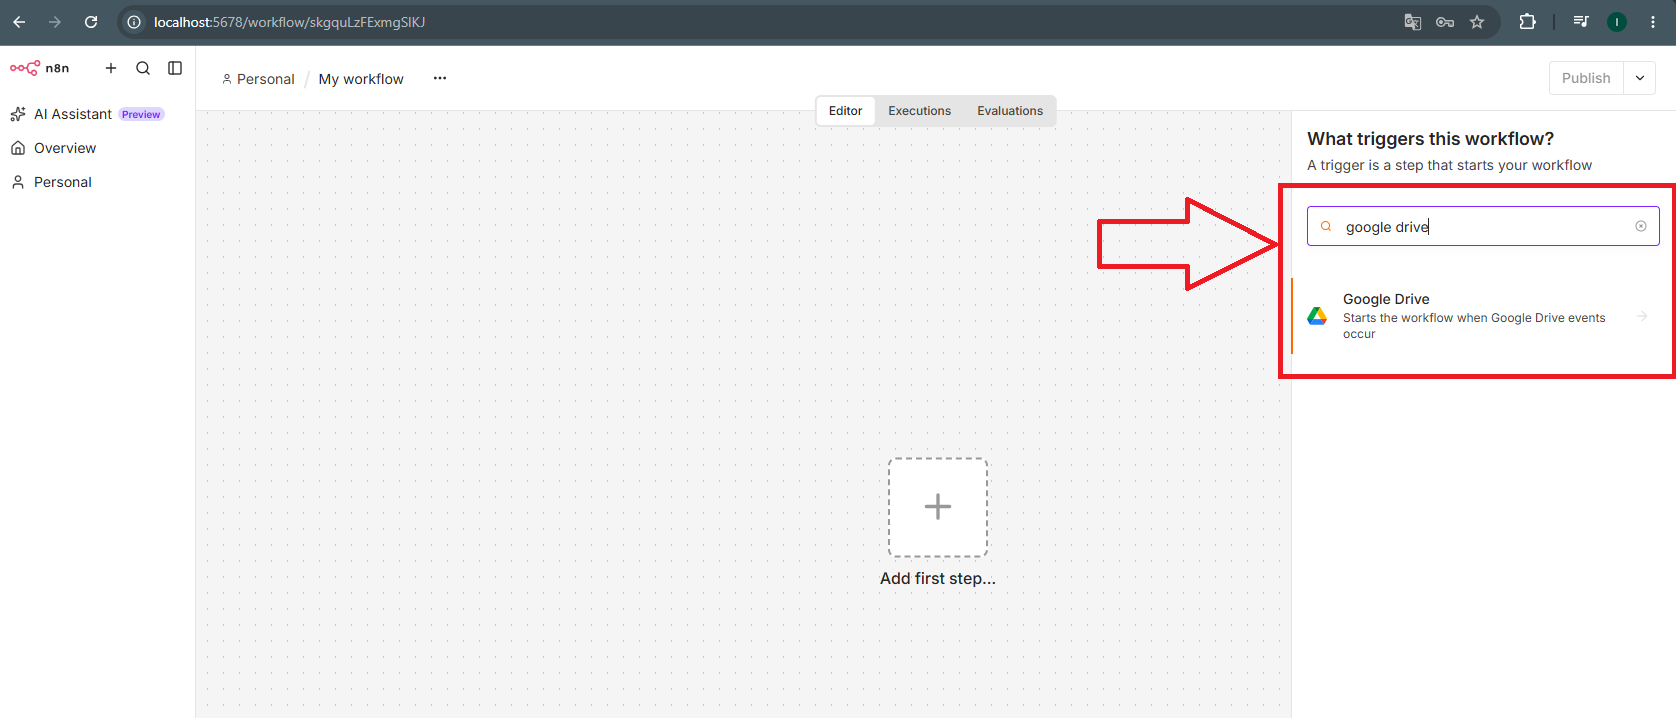 localhost:5678/workflow/skgquLzFExmgSlKJ
I
n8n
Personal / My workflow
Publish
AI Assistant Preview
Overview
Personal
Editor Executions Evaluations
What triggers this workflow?
A trigger is a step that starts your workflow
google drive
Google Drive
Starts the workflow when Google Drive events
occur
Add first step...